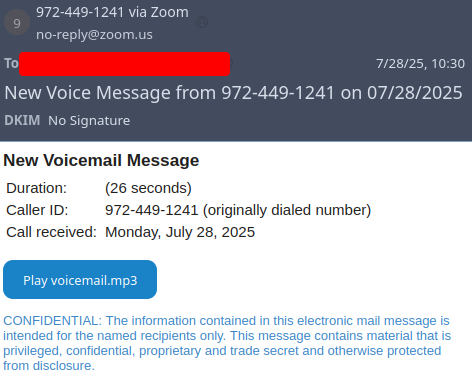 9
972-449-1241 via Zoom
no-reply@zoom.us
To
7/28/25, 10:30
New Voice Message from 972-449-1241 on 07/28/2025
DKIM No Signature
New Voicemail Message
Duration: (26 seconds)
Caller ID: 972-449-1241 (originally dialed number)
Call received: Monday, July 28, 2025
Play voicemail.mp3
CONFIDENTIAL: The information contained in this electronic mail message is
intended for the named recipients only. This message contains material that is
privileged, confidential, proprietary and trade secret and otherwise protected
from disclosure.